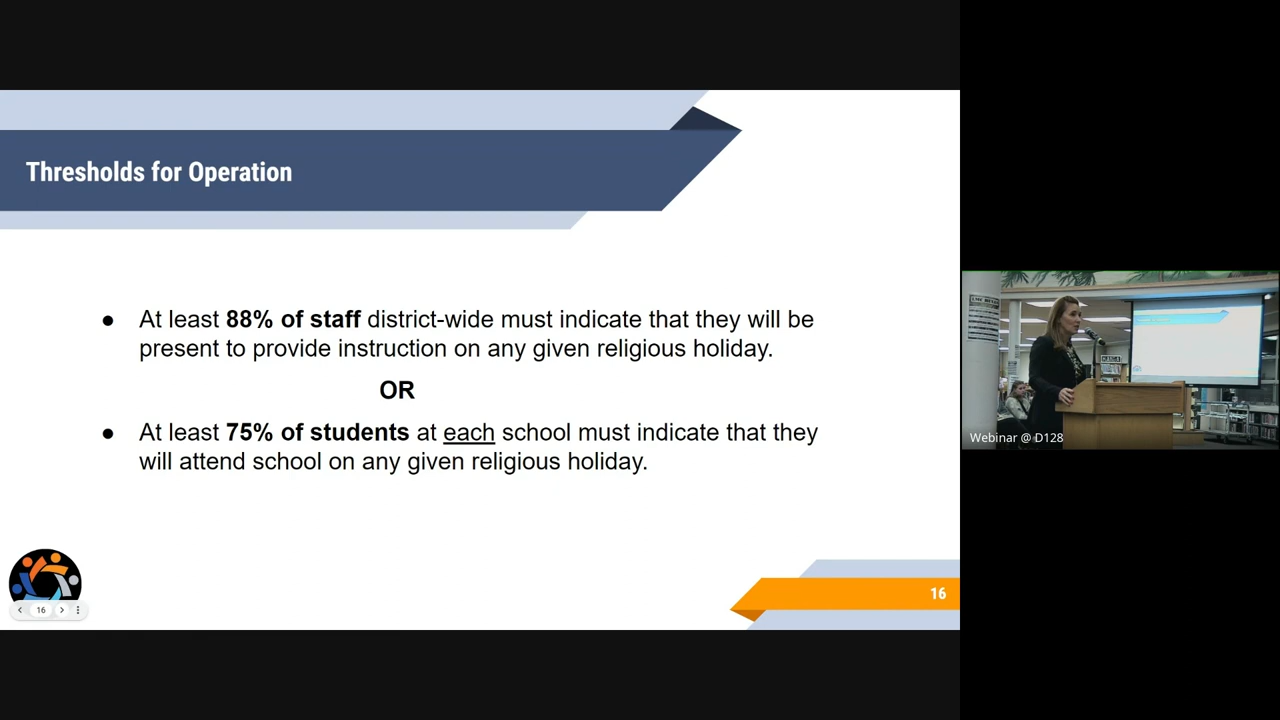 Thresholds for Operation
● At least 88% of staff district-wide must indicate that they will be
present to provide instruction on any given religious holiday.
OR
● At least 75% of students at each school must indicate that they
will attend school on any given religious holiday.
16
16
Webinar @ D128